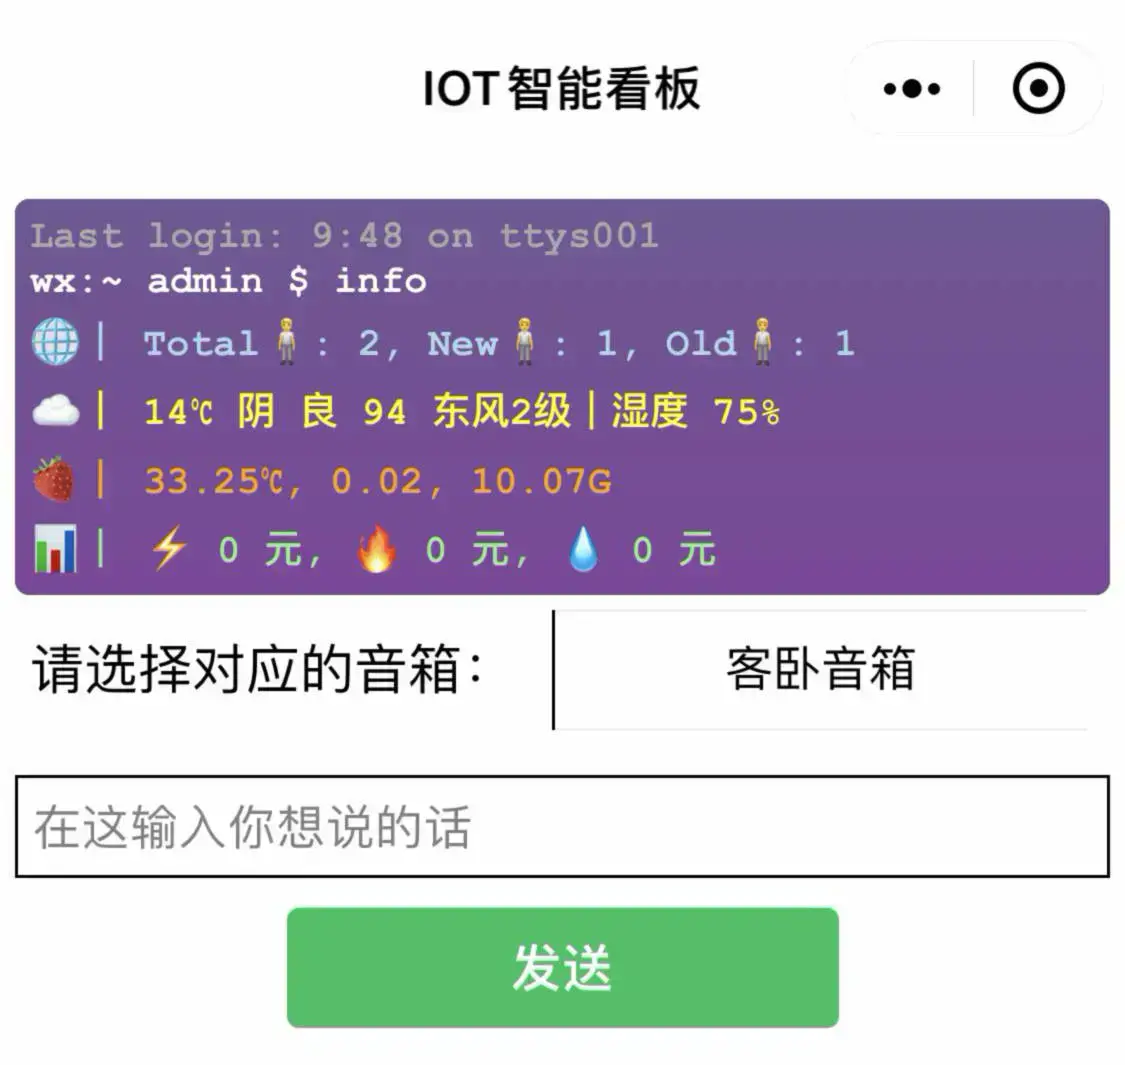 IOT智能看板
Last login: 9:48 on ttys001
wx:~ admin $ info
🌐| Total🧍: 2, New🧍: 1, Old🧍: 1
☁️| 14℃ 阴 良 94 东风2级|湿度 75%
🍓| 33.25℃, 0.02, 10.07G
📊| ⚡ 0 元, 🔥 0 元, 💧 0 元
请选择对应的音箱: 客卧音箱
在这输入你想说的话
发送